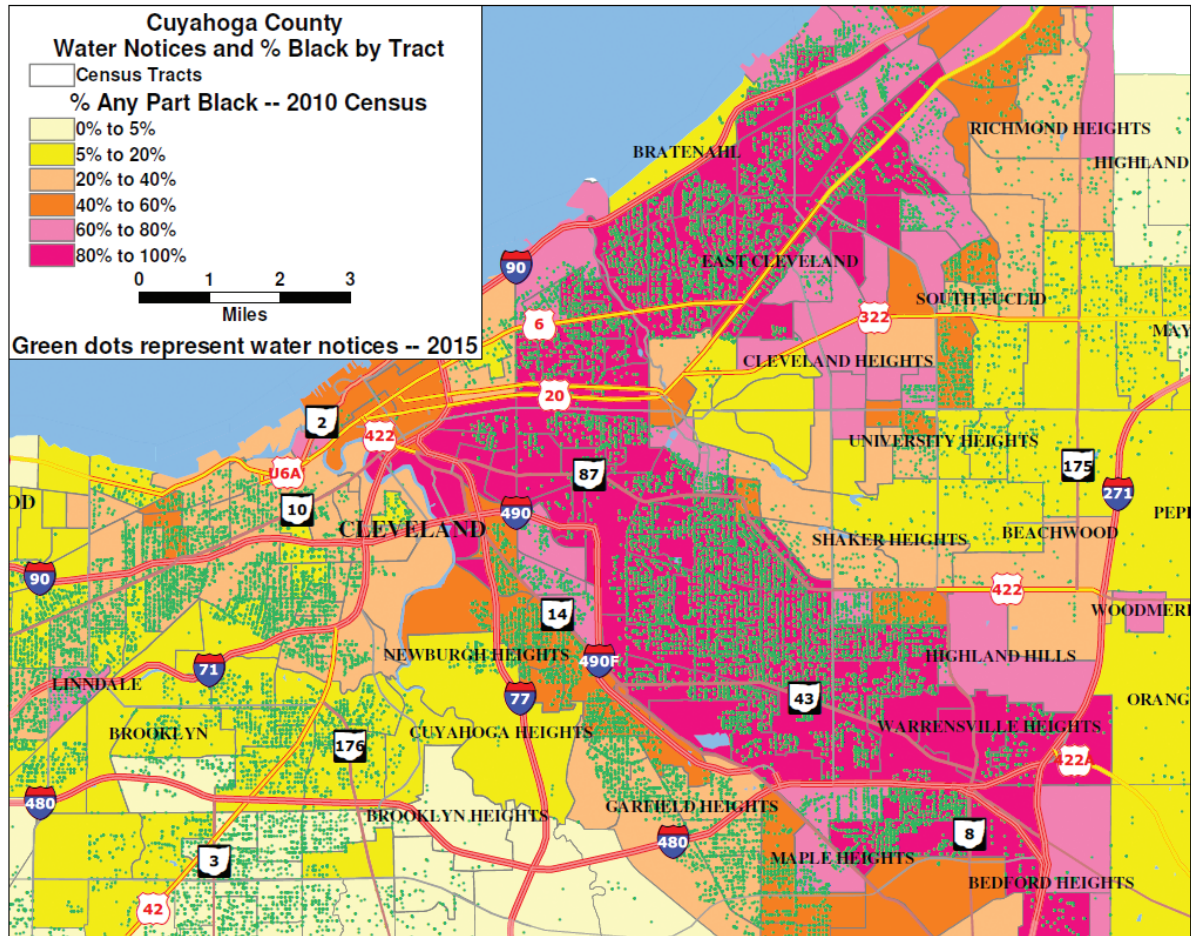 Cuyahoga County
Water Notices and % Black by Tract
Census Tracts
% Any Part Black -- 2010 Census
0% to 5%
5% to 20%
20% to 40%
40% to 60%
60% to 80%
80% to 100%
0 1 2 3
Miles
Green dots represent water notices -- 2015
RICHMOND HEIGHTS
BRATENAHL
HIGHLAND
EAST CLEVELAND
90
SOUTH EUCLID
322
6
MAY
CLEVELAND HEIGHTS
20
2
422
UNIVERSITY HEIGHTS
175
U6A
87
271
OD
10
490
PEPP
CLEVELAND
BEACHWOOD
SHAKER HEIGHTS
90
422
WOODMERE
14
NEWBURGH HEIGHTS
490F
HIGHLAND HILLS
71
LINNDALE
77
43
ORANG
WARRENSVILLE HEIGHTS
BROOKLYN
CUYAHOGA HEIGHTS
176
422A
480
GARFIELD HEIGHTS
BROOKLYN HEIGHTS
8
480
3
MAPLE HEIGHTS
BEDFORD HEIGHTS
42